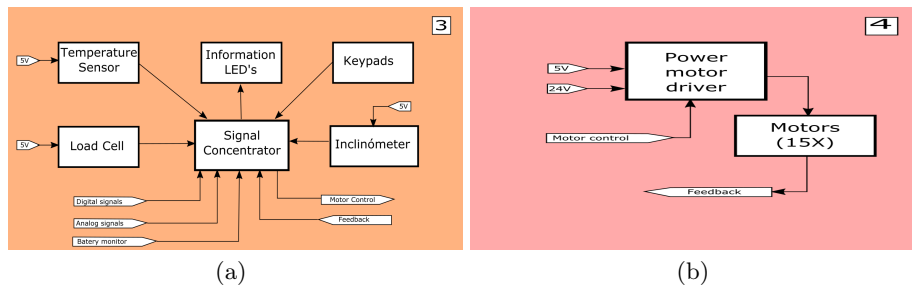 3
5V
Temperature
Sensor
Information
LED's
Keypads
5V
5V
Load Cell
Signal
Concentrator
Inclinómeter
Digital signals
Analog signals
Batery monitor
Motor Control
Feedback
(a)
4
5V
24V
Power
motor
driver
Motor control
Motors
(15X)
Feedback
(b)